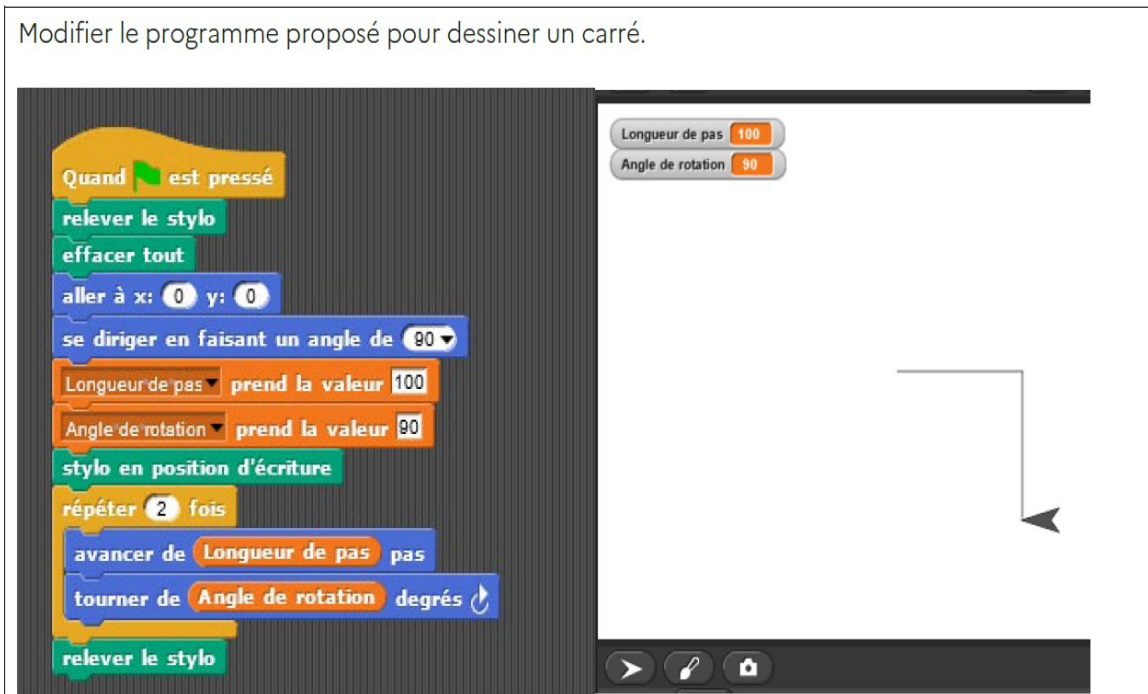 Modifier le programme proposé pour dessiner un carré.
Quand est pressé
relever le stylo
effacer tout
aller à x: 0 y: 0
se diriger en faisant un angle de 90
Longueur de pas prend la valeur 100
Angle de rotation prend la valeur 90
stylo en position d'écriture
répéter 2 fois
avancer de Longueur de pas pas
tourner de Angle de rotation degrés
relever le stylo
Longueur de pas 100
Angle de rotation 90